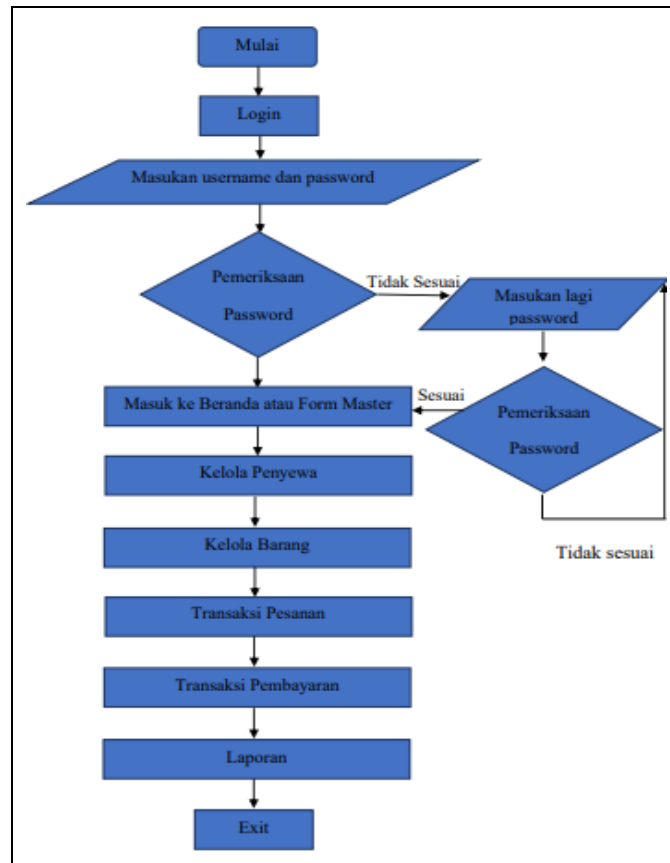 Mulai
Login
Masukan username dan password
Pemeriksaan
Password
Tidak Sesuai
Masukan lagi
password
Sesuai
Pemeriksaan
Password
Tidak sesuai
Masuk ke Beranda atau Form Master
Kelola Penyewa
Kelola Barang
Transaksi Pesanan
Transaksi Pembayaran
Laporan
Exit